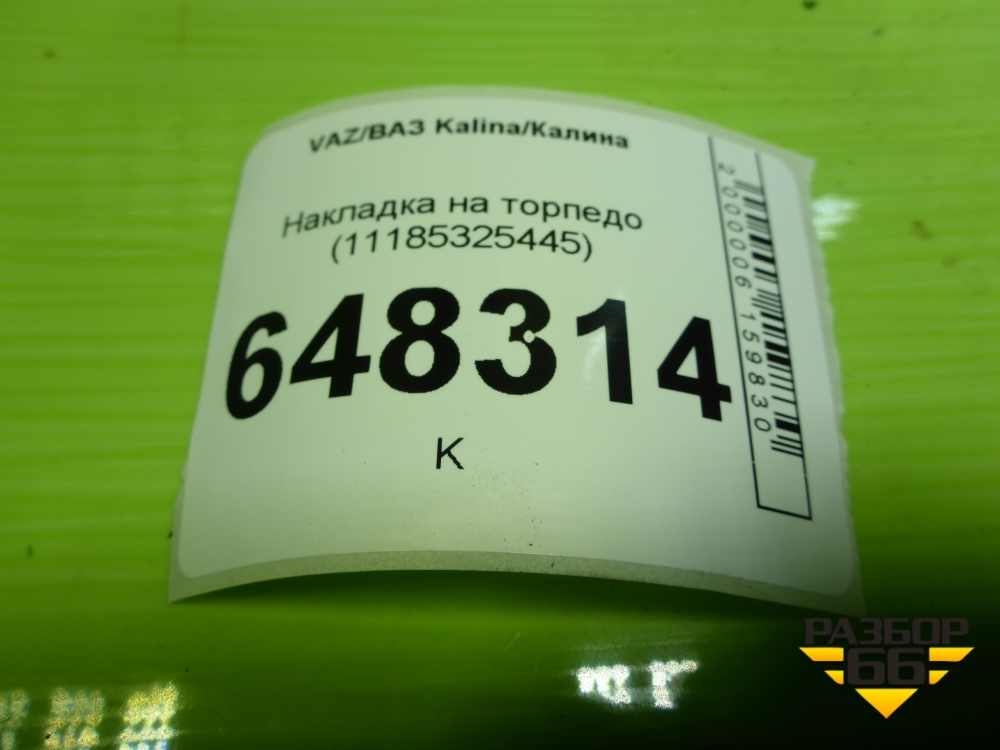 VAZ/ВАЗ Kalina/Калина
Накладка на торпедо
(11185325445)
648314
К
2000006159830
РАЗБОР
66